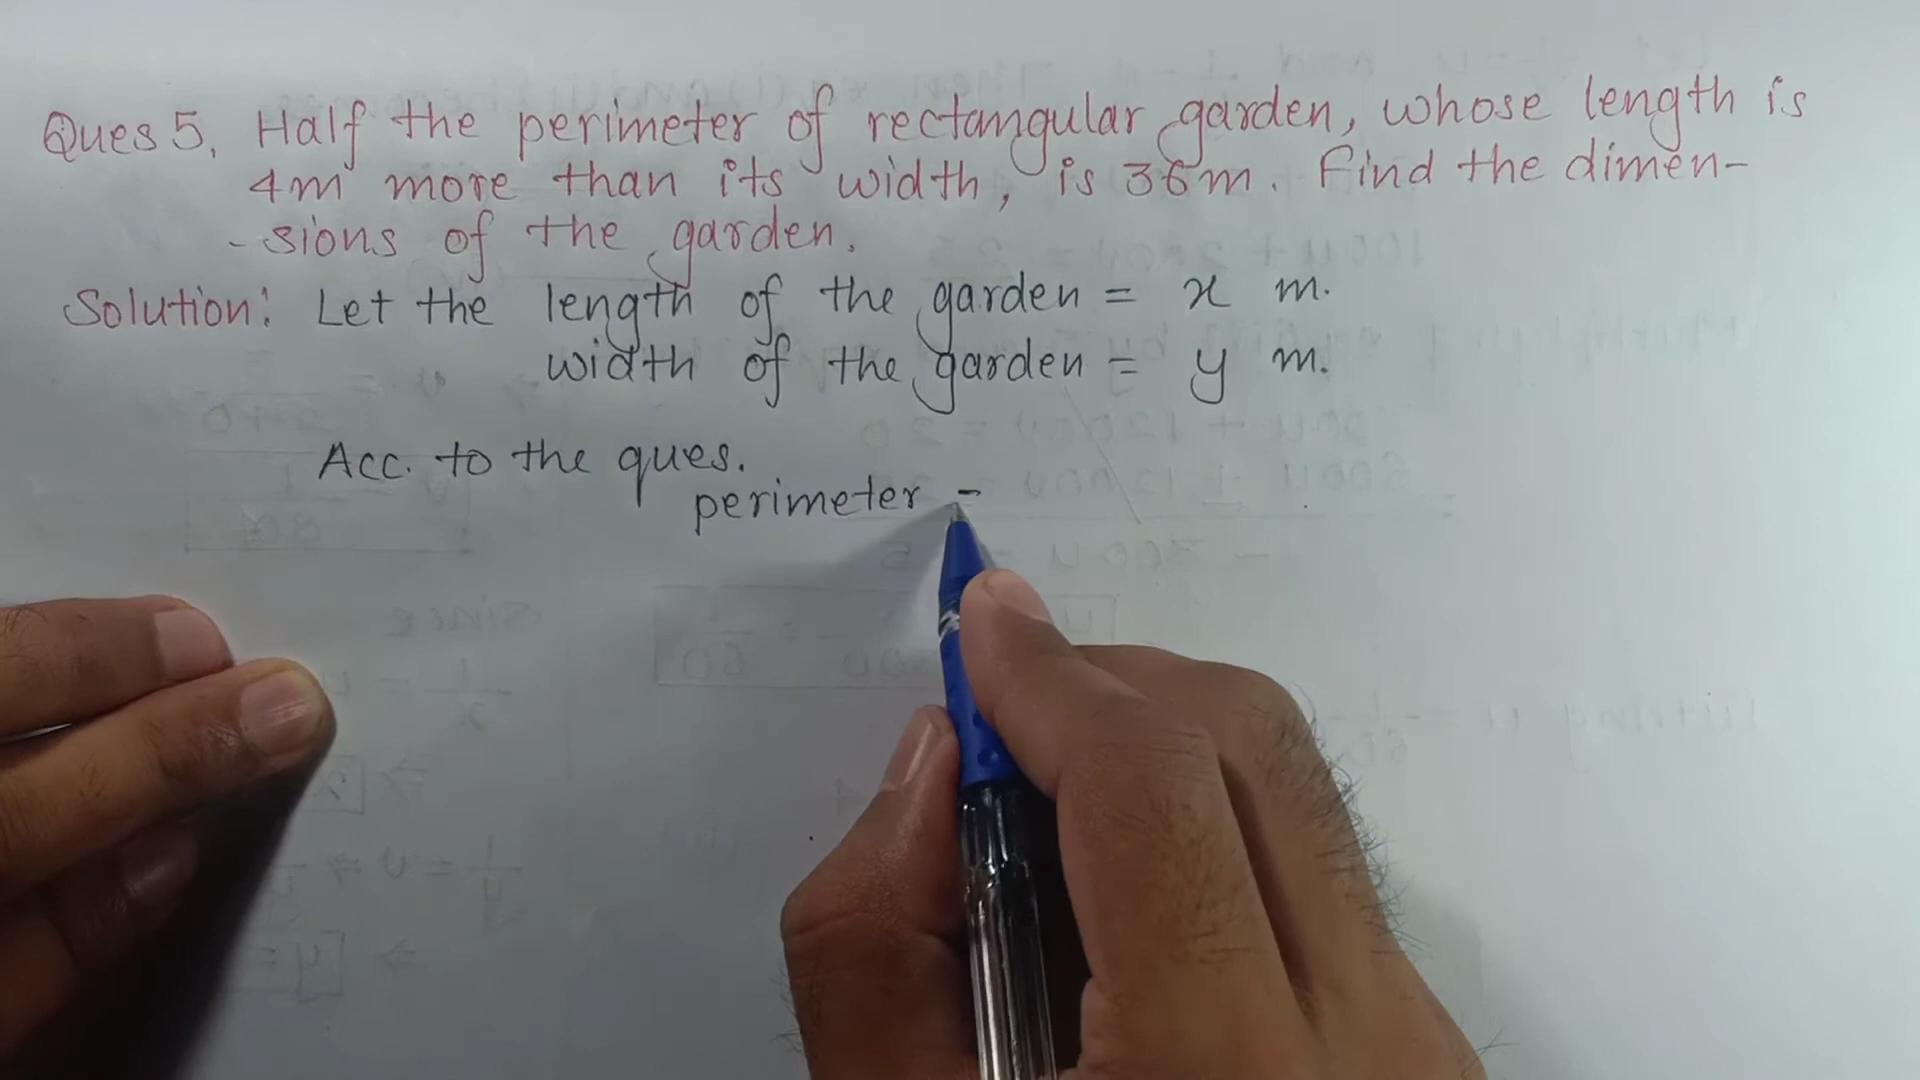 Ques 5. Half the perimeter of rectangular garden, whose length is
4m more than its width, is 36m. Find the dimen-
-sions of the garden.
Solution: Let the length of the garden = x m.
width of the garden = y m.
Acc. to the ques.
perimeter =